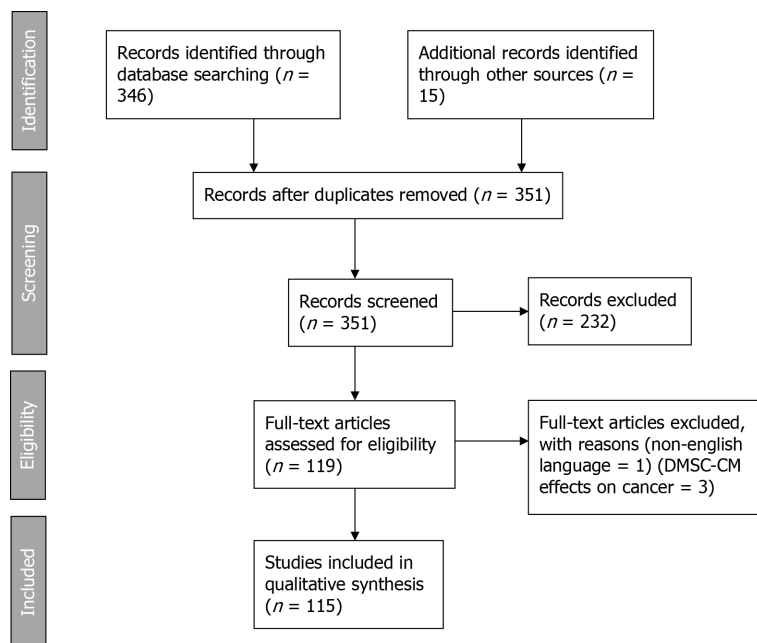 Identification
Records identified through
database searching (n =
346)
Additional records identified
through other sources (n =
15)
Records after duplicates removed (n = 351)
Screening
Records screened
(n = 351)
Records excluded
(n = 232)
Eligibility
Full-text articles
assessed for eligibility
(n = 119)
Full-text articles excluded,
with reasons (non-english
language = 1) (DMSC-CM
effects on cancer = 3)
Included
Studies included in
qualitative synthesis
(n = 115)